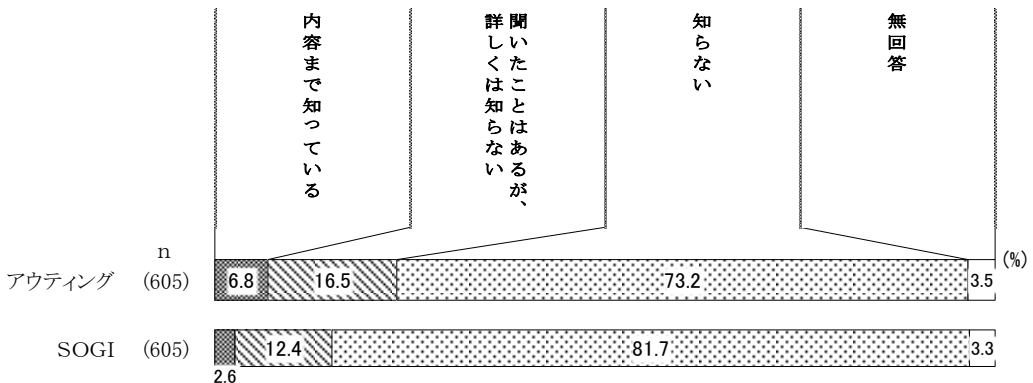 内容まで知っている
聞いたことはあるが、
詳しくは知らない
知らない
無回答
n
(%)
アウティング (605) 6.8 16.5 73.2 3.5
SOGI (605) 12.4 81.7 3.3
2.6